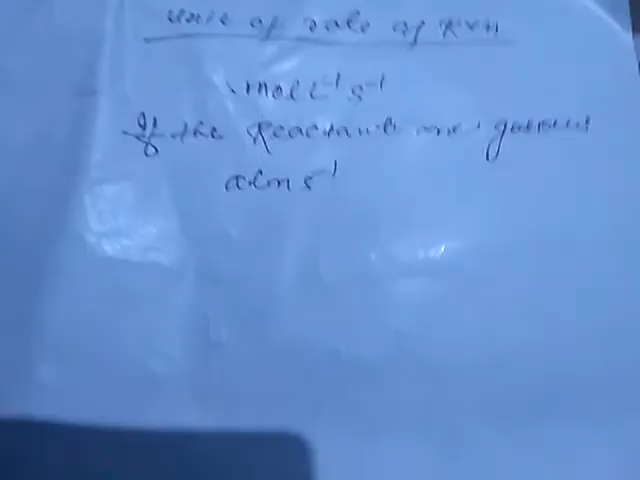 Unit of rate of rxn
mol L⁻¹ s⁻¹
If the Reactants are gaseous
atm s⁻¹